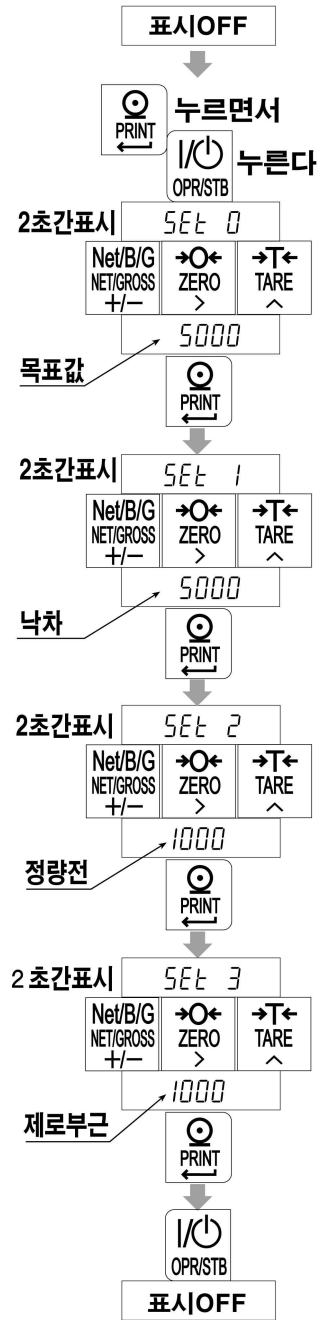 표시OFF
PRINT
누르면서
I/
OPR/STB
누른다
2초간표시
SEt 0
Net/B/G →O← →T←
NET/GROSS ZERO TARE
+/− > ^
5000
목표값
PRINT
2초간표시
SEt 1
Net/B/G →O← →T←
NET/GROSS ZERO TARE
+/− > ^
5000
낙차
PRINT
2초간표시
SEt 2
Net/B/G →O← →T←
NET/GROSS ZERO TARE
+/− > ^
1000
정량전
PRINT
2 초간표시
SEt 3
Net/B/G →O← →T←
NET/GROSS ZERO TARE
+/− > ^
1000
제로부근
PRINT
I/
OPR/STB
표시OFF